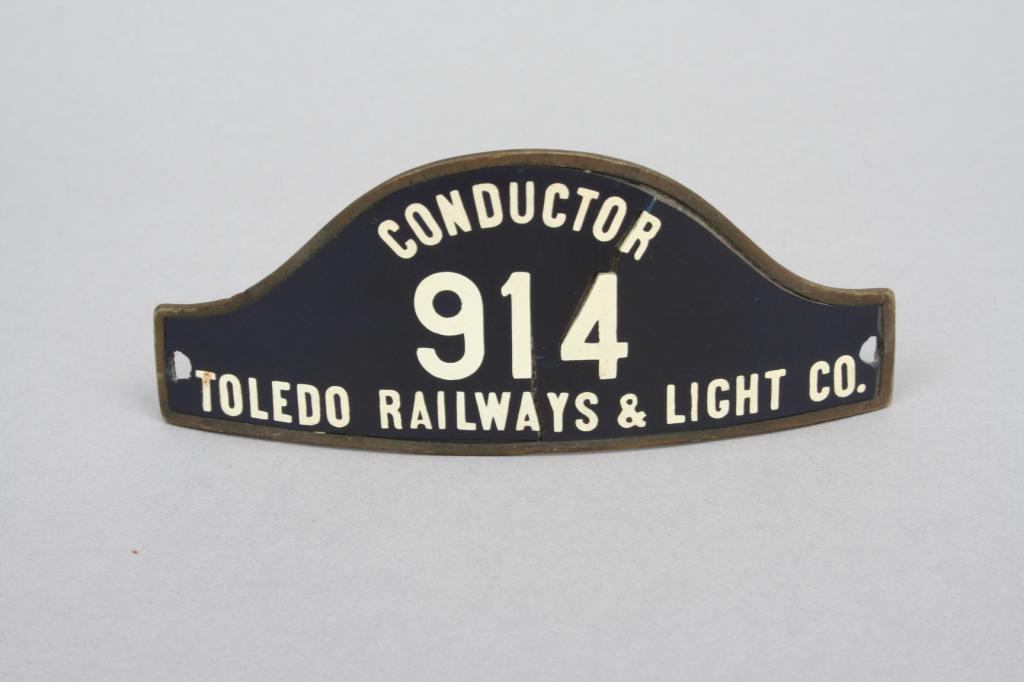 CONDUCTOR
914
TOLEDO RAILWAYS & LIGHT CO.